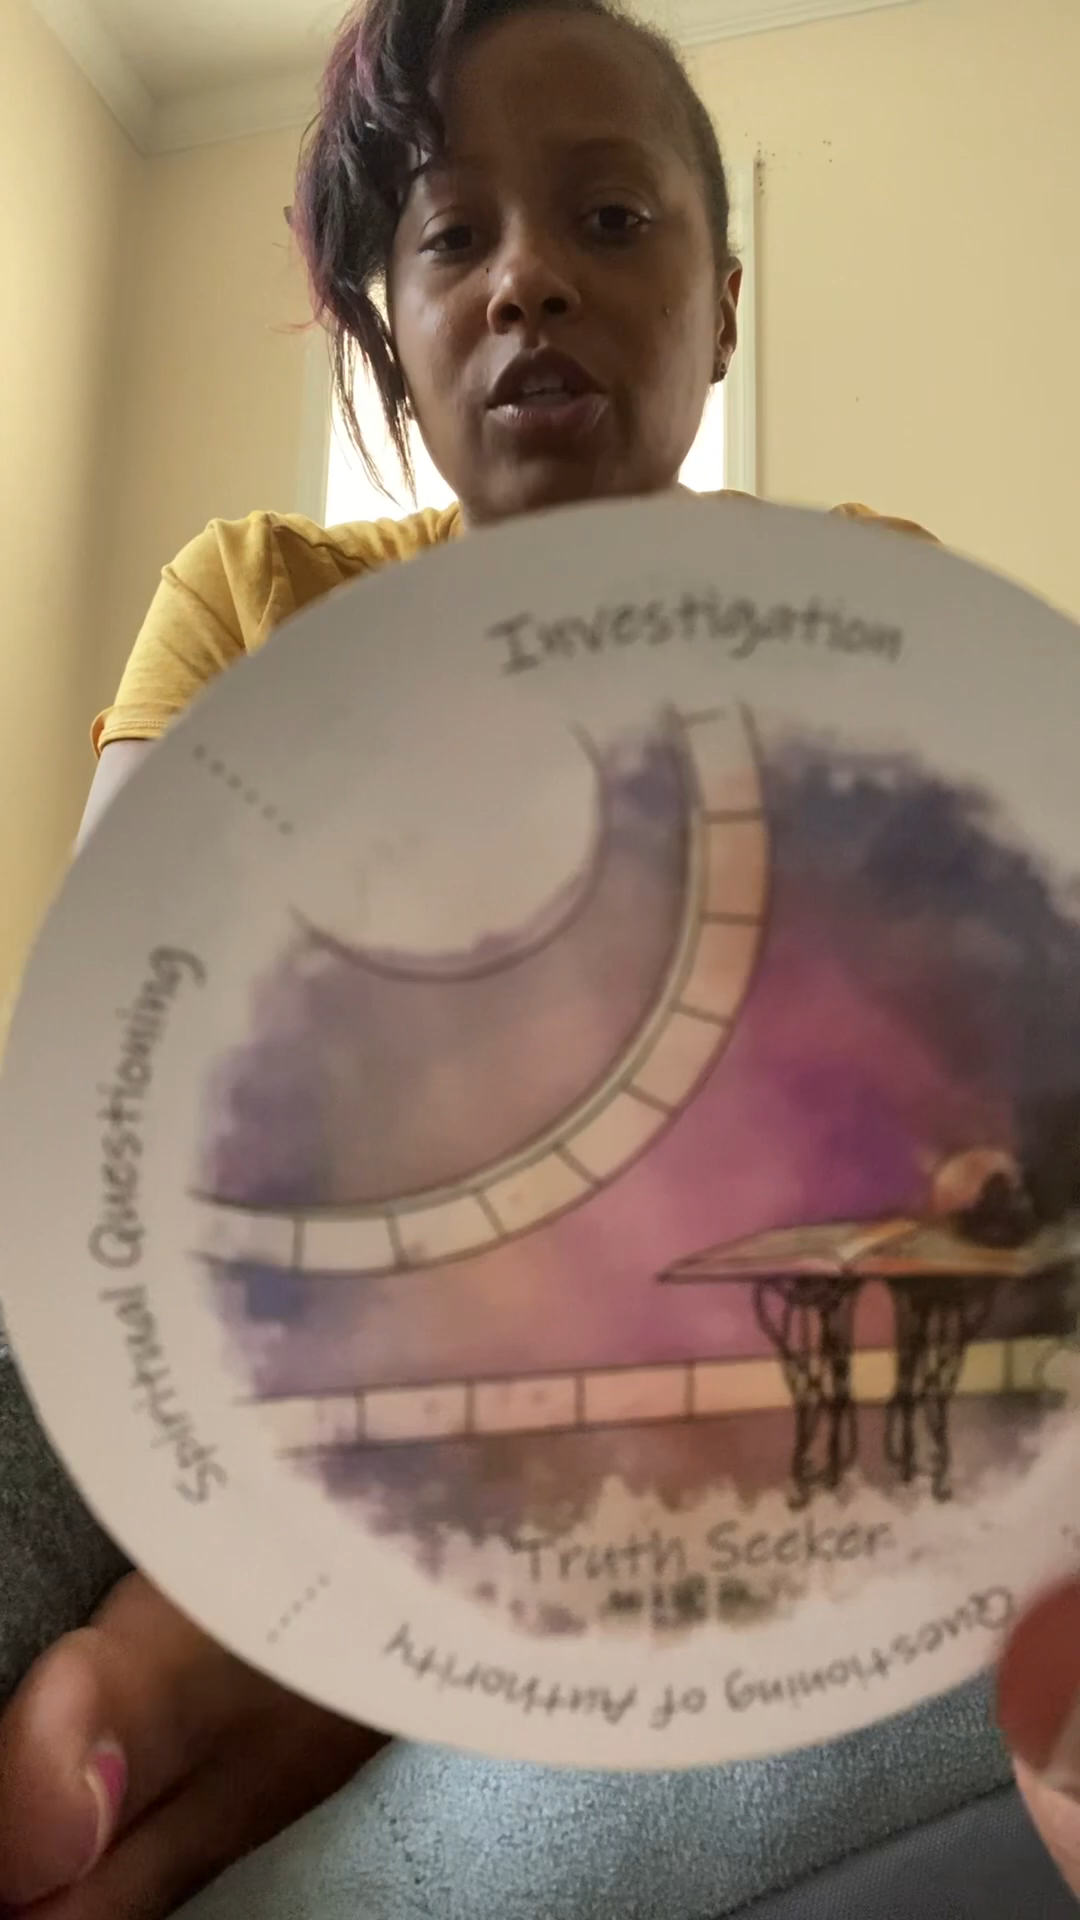 Investigation
Spiritual Questioning
Truth Seeker
Questioning of Authority